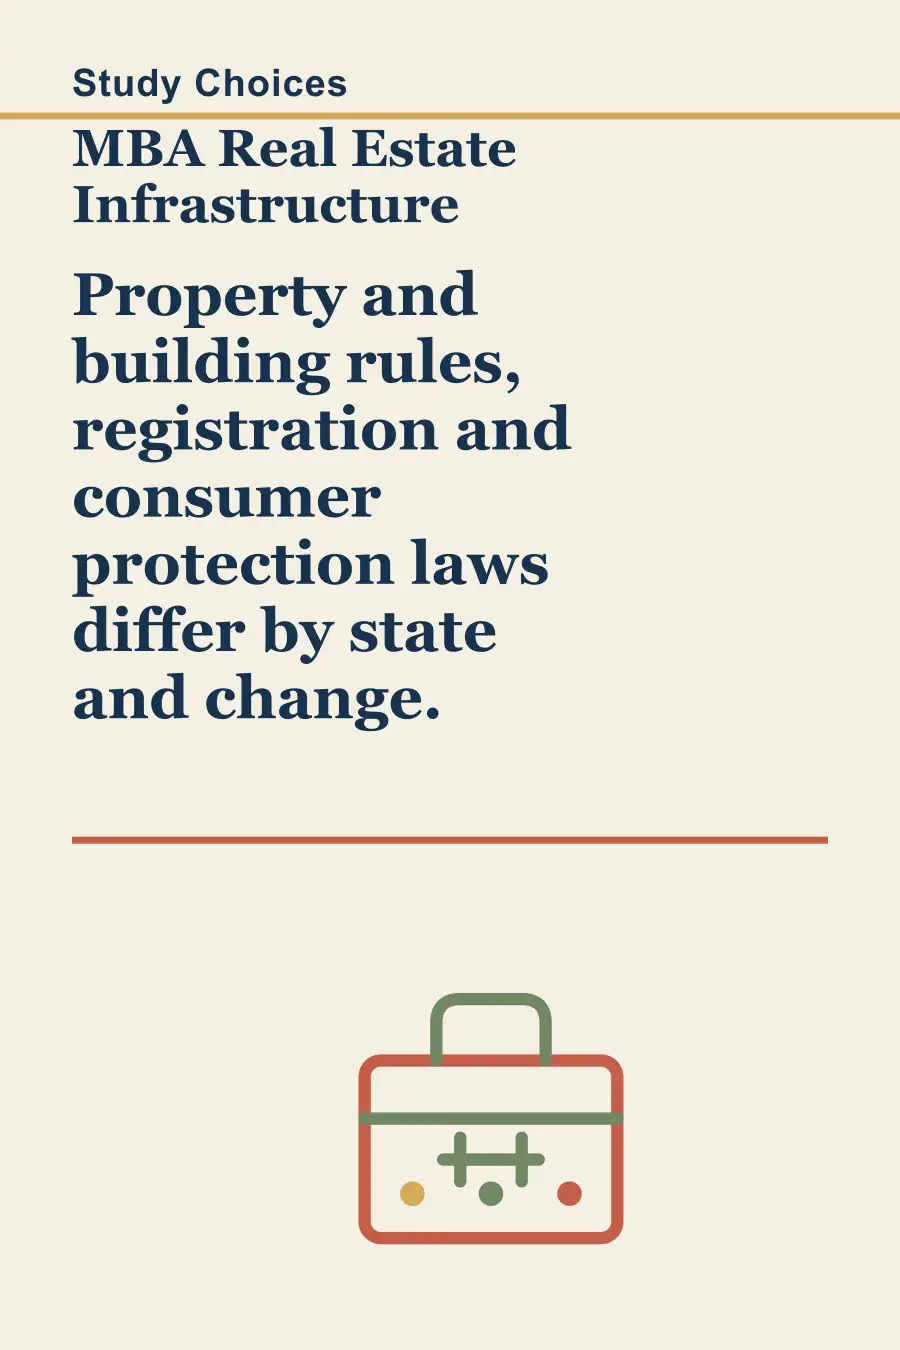 Study Choices
MBA Real Estate
Infrastructure
Property and
building rules,
registration and
consumer
protection laws
differ by state
and change.